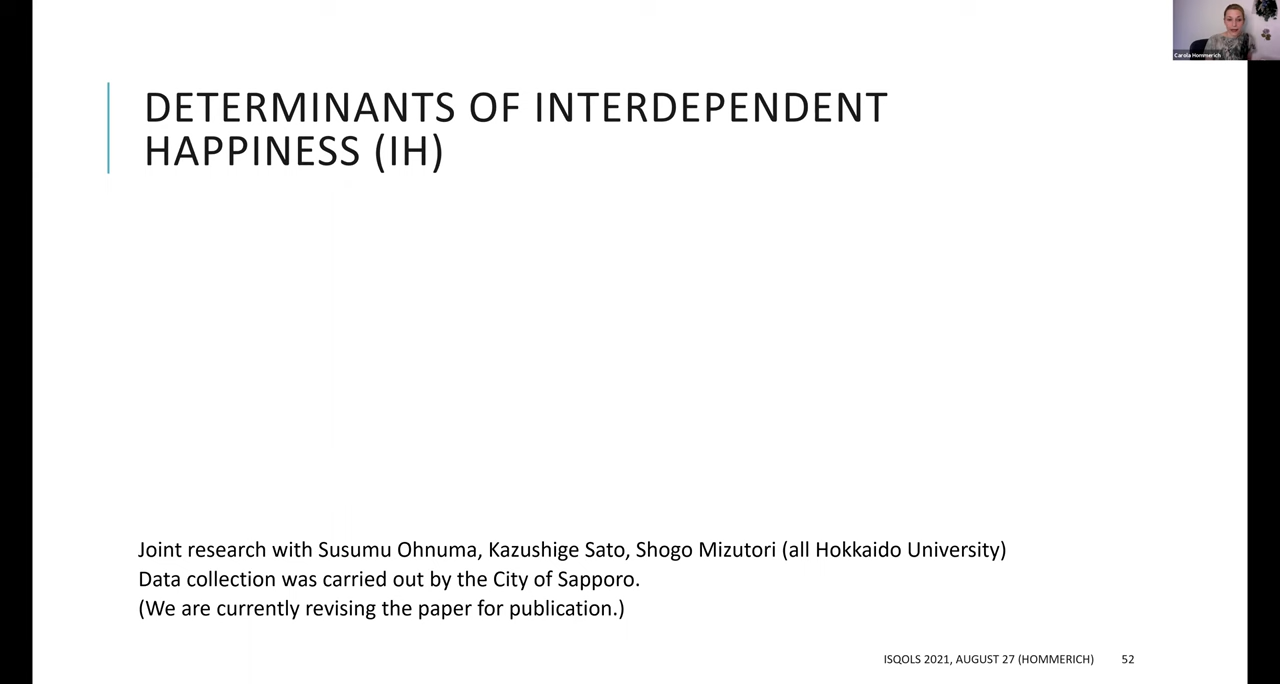 Carola Hommerich
DETERMINANTS OF INTERDEPENDENT
HAPPINESS (IH)
Joint research with Susumu Ohnuma, Kazushige Sato, Shogo Mizutori (all Hokkaido University)
Data collection was carried out by the City of Sapporo.
(We are currently revising the paper for publication.)
ISQOLS 2021, AUGUST 27 (HOMMERICH) 52